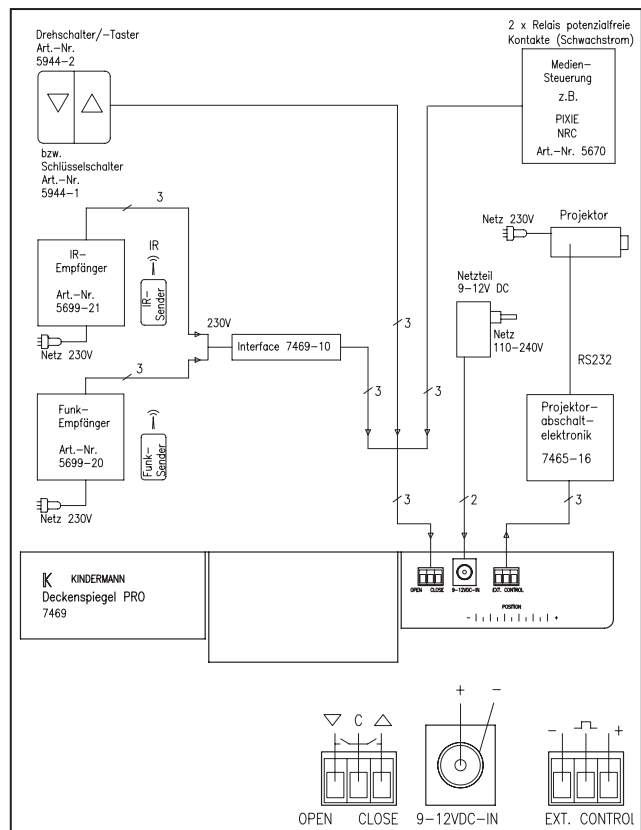 Drehschalter/-Taster
Art.-Nr.
5944-2
bzw.
Schlüsselschalter
Art.-Nr.
5944-1
2 x Relais potenzialfreie
Kontakte (Schwachstrom)
Medien-
Steuerung
z.B.
PIXIE
NRC
Art.-Nr. 5670
3
IR-
Empfänger
Art.-Nr.
5699-21
IR
IR-
Sender
Netz 230V
230V
Interface 7469-10
3
Funk-
Empfänger
Art.-Nr.
5699-20
Funk-
Sender
Netz 230V
3
3
3
3
Netzteil
9-12V DC
Netz
110-240V
2
Netz 230V
Projektor
RS232
Projektor-
abschalt-
elektronik
7465-16
3
3
K KINDERMANN
Deckenspiegel PRO
7469
OPEN CLOSE
9-12VDC-IN
EXT. CONTROL
POSITION
- +
▽ C △
OPEN CLOSE
+ -
9-12VDC-IN
- +
EXT. CONTROL